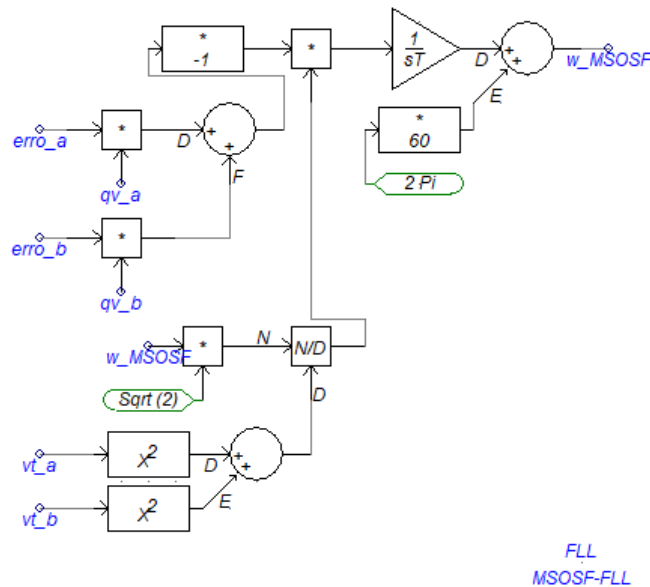 *
-1
*
1
sT
D
+
+
E
w_MSOSF
*
60
2 Pi
erro_a
*
D
+
+
F
qv_a
erro_b
*
qv_b
w_MSOSF
*
N
N/D
D
Sqrt (2)
vt_a
X2
D
+
+
E
vt_b
X2
FLL
MSOSF-FLL